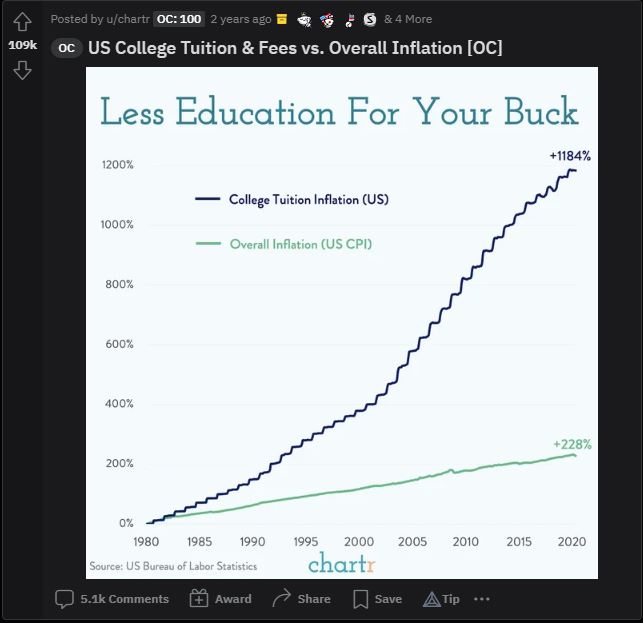 Posted by u/chartr OC: 100 2 years ago & 4 More
109k
OC US College Tuition & Fees vs. Overall Inflation [OC]
Less Education For Your Buck
+1184%
1200%
College Tuition Inflation (US)
1000%
Overall Inflation (US CPI)
800%
600%
400%
+228%
200%
0%
1980 1985 1990 1995 2000 2005 2010 2015 2020
Source: US Bureau of Labor Statistics
chartr
5.1k Comments Award Share Save Tip ...